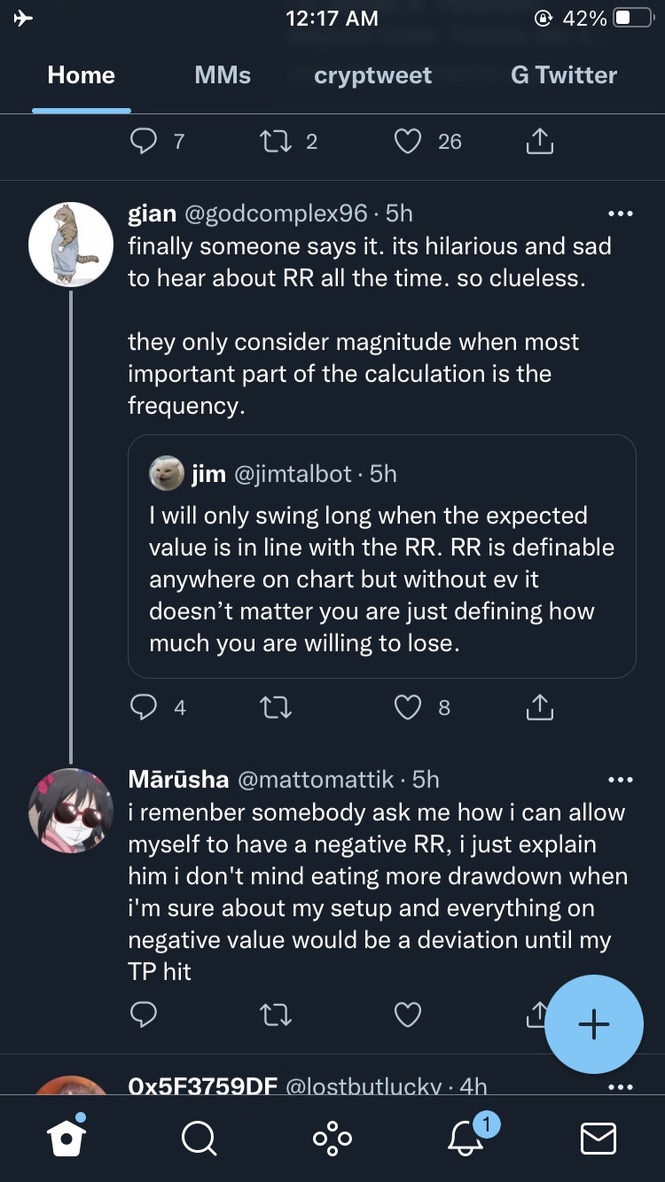 12:17 AM
42%
Home
MMs
cryptweet
G Twitter
7
2
26
gian @godcomplex96 · 5h
finally someone says it. its hilarious and sad
to hear about RR all the time. so clueless.
they only consider magnitude when most
important part of the calculation is the
frequency.
jim @jimtalbot · 5h
I will only swing long when the expected
value is in line with the RR. RR is definable
anywhere on chart but without ev it
doesn’t matter you are just defining how
much you are willing to lose.
4
8
Mārūsha @mattomattik · 5h
i remenber somebody ask me how i can allow
myself to have a negative RR, i just explain
him i don't mind eating more drawdown when
i'm sure about my setup and everything on
negative value would be a deviation until my
TP hit
0x5F3759DF @lostbutlucky · 4h
1